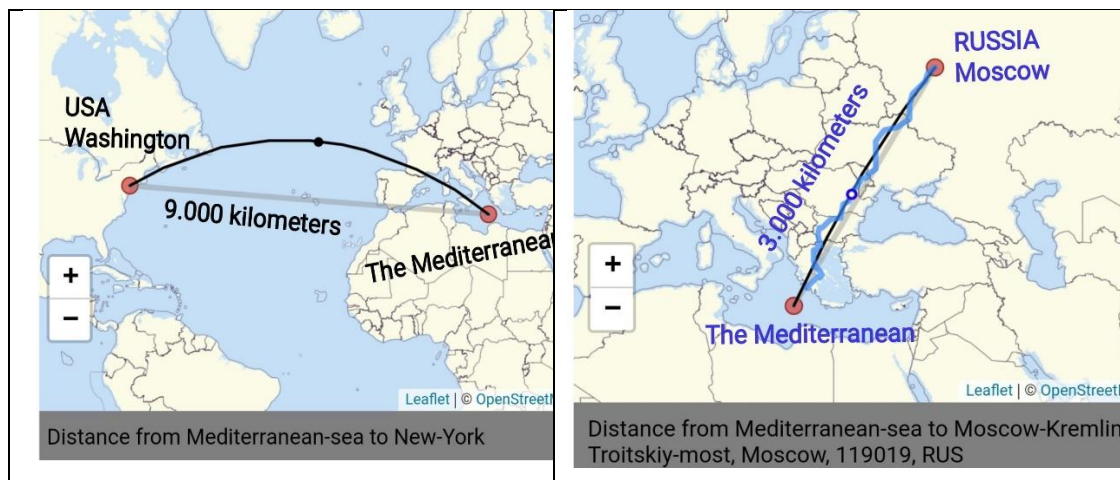 USA
Washington
9.000 kilometers
The Mediterranean
+
−
Leaflet | © OpenStreetM
Distance from Mediterranean-sea to New-York
RUSSIA
Moscow
3.000 kilometers
+
−
The Mediterranean
Leaflet | © OpenStreet
Distance from Mediterranean-sea to Moscow-Kremlin
Troitskiy-most, Moscow, 119019, RUS